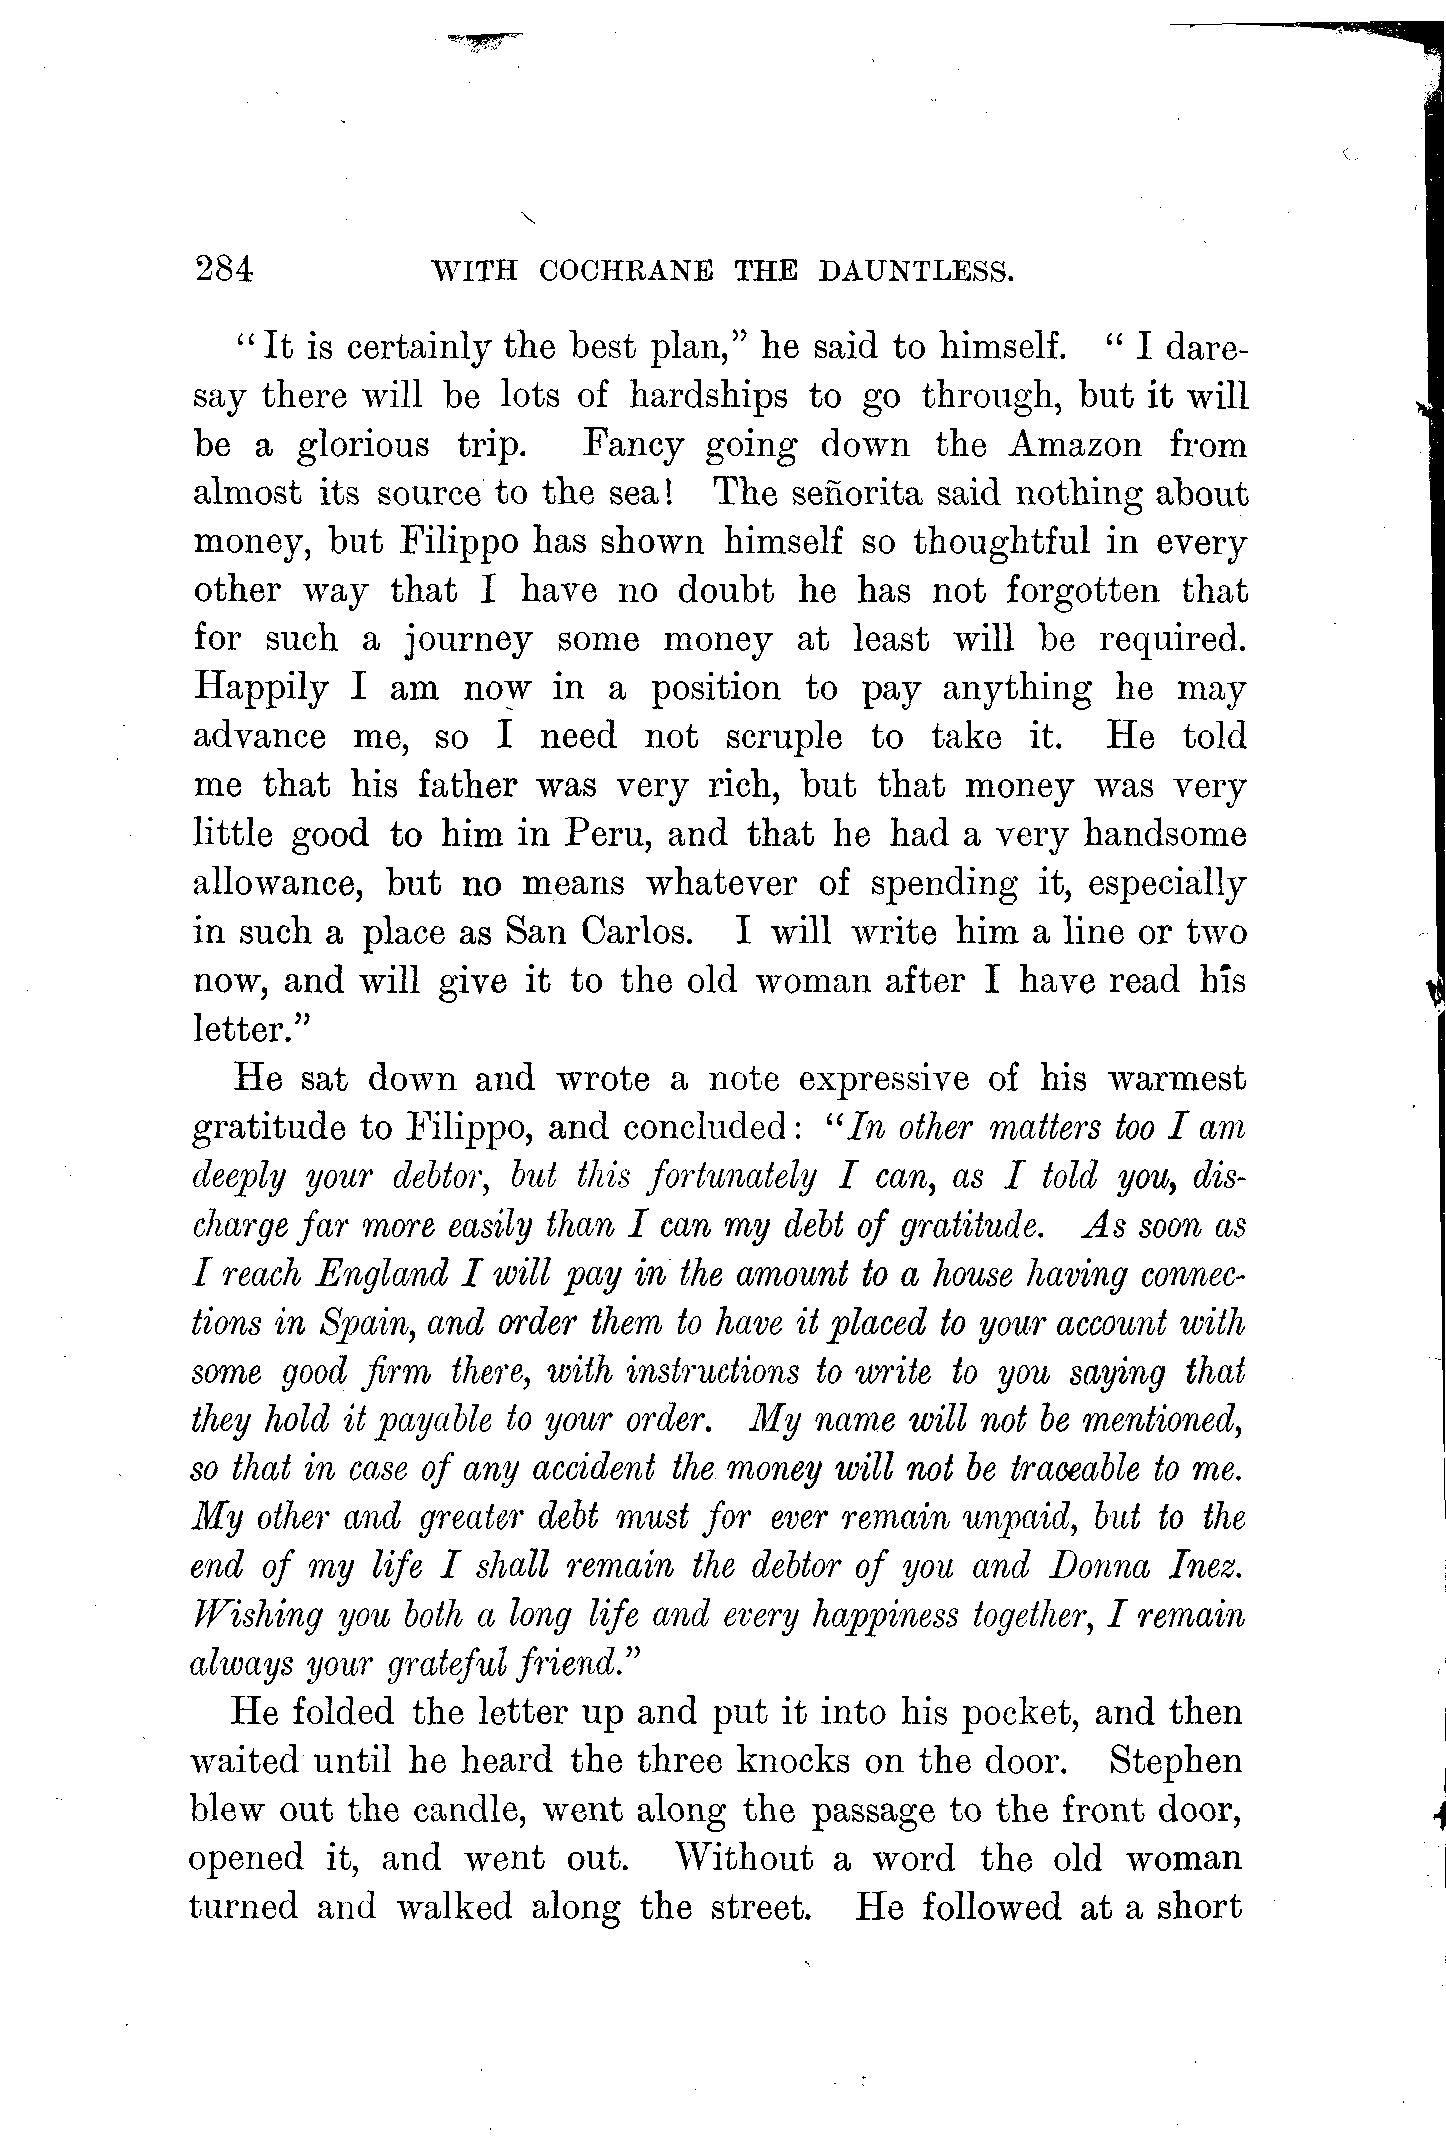 284 WITH COCHRANE THE DAUNTLESS.
"It is certainly the best plan," he said to himself. "I dare-
say there will be lots of hardships to go through, but it will
be a glorious trip. Fancy going down the Amazon from
almost its source to the sea! The señorita said nothing about
money, but Filippo has shown himself so thoughtful in every
other way that I have no doubt he has not forgotten that
for such a journey some money at least will be required.
Happily I am now in a position to pay anything he may
advance me, so I need not scruple to take it. He told
me that his father was very rich, but that money was very
little good to him in Peru, and that he had a very handsome
allowance, but no means whatever of spending it, especially
in such a place as San Carlos. I will write him a line or two
now, and will give it to the old woman after I have read his
letter."
He sat down and wrote a note expressive of his warmest
gratitude to Filippo, and concluded: "In other matters too I am
deeply your debtor, but this fortunately I can, as I told you, dis-
charge far more easily than I can my debt of gratitude. As soon as
I reach England I will pay in the amount to a house having connec-
tions in Spain, and order them to have it placed to your account with
some good firm there, with instructions to write to you saying that
they hold it payable to your order. My name will not be mentioned,
so that in case of any accident the money will not be traceable to me.
My other and greater debt must for ever remain unpaid, but to the
end of my life I shall remain the debtor of you and Donna Inez.
Wishing you both a long life and every happiness together, I remain
always your grateful friend."
He folded the letter up and put it into his pocket, and then
waited until he heard the three knocks on the door. Stephen
blew out the candle, went along the passage to the front door,
opened it, and went out. Without a word the old woman
turned and walked along the street. He followed at a short